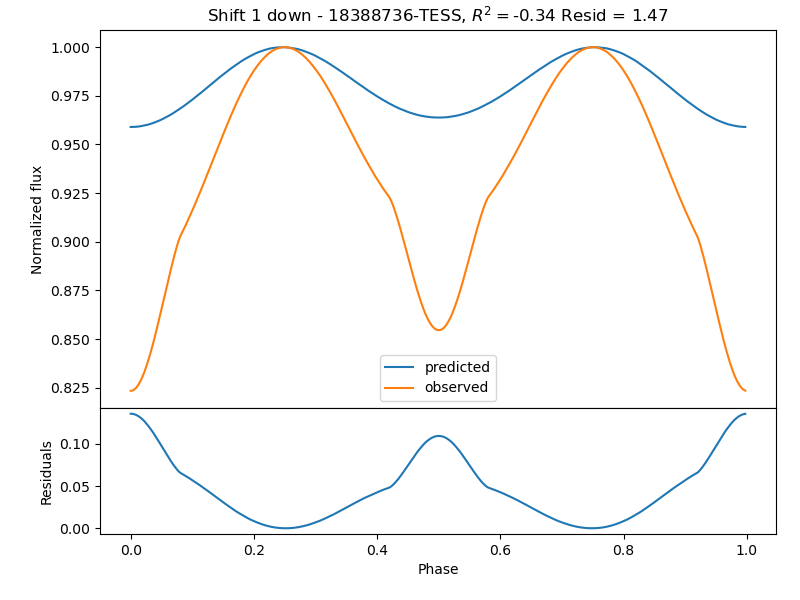 Shift 1 down - 18388736-TESS, R² = -0.34 Resid = 1.47
1.000
0.975
0.950
0.925
0.900
0.875
0.850
0.825
Normalized flux
predicted
observed
0.10
0.05
0.00
Residuals
0.0 0.2 0.4 0.6 0.8 1.0
Phase